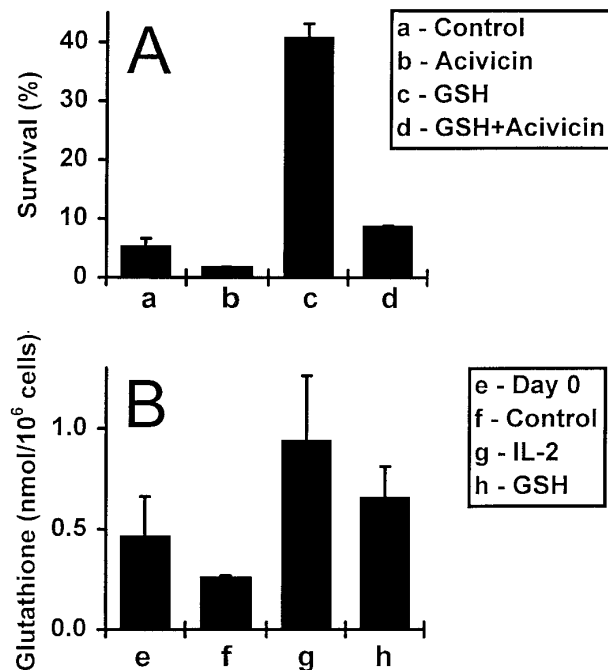 A
Survival (%)
40
30
20
10
0
a b c d
a - Control
b - Acivicin
c - GSH
d - GSH+Acivicin
B
Glutathione (nmol/10⁶ cells)
1.0
0.5
0.0
e f g h
e - Day 0
f - Control
g - IL-2
h - GSH